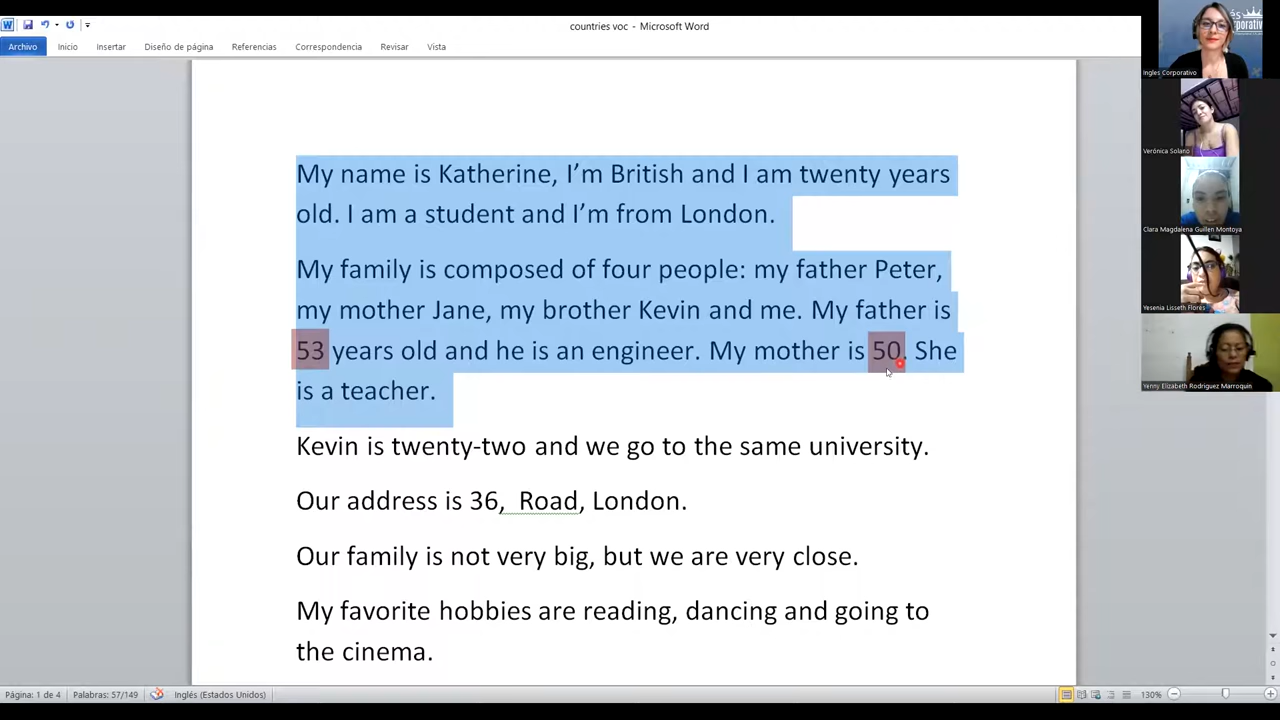 countries voc - Microsoft Word
Archivo Inicio Insertar Diseño de página Referencias Correspondencia Revisar Vista
My name is Katherine, I’m British and I am twenty years
old. I am a student and I’m from London.
My family is composed of four people: my father Peter,
my mother Jane, my brother Kevin and me. My father is
53 years old and he is an engineer. My mother is 50. She
is a teacher.
Kevin is twenty-two and we go to the same university.
Our address is 36,  Road, London.
Our family is not very big, but we are very close.
My favorite hobbies are reading, dancing and going to
the cinema.
Página: 1 de 4 Palabras: 57/149 Inglés (Estados Unidos) 130%
Ingles Corporativo
Verónica Solano
Clara Magdalena Guillen Montoya
Yesenia Lisseth Flores
Yenny Elizabeth Rodriguez Marroquin